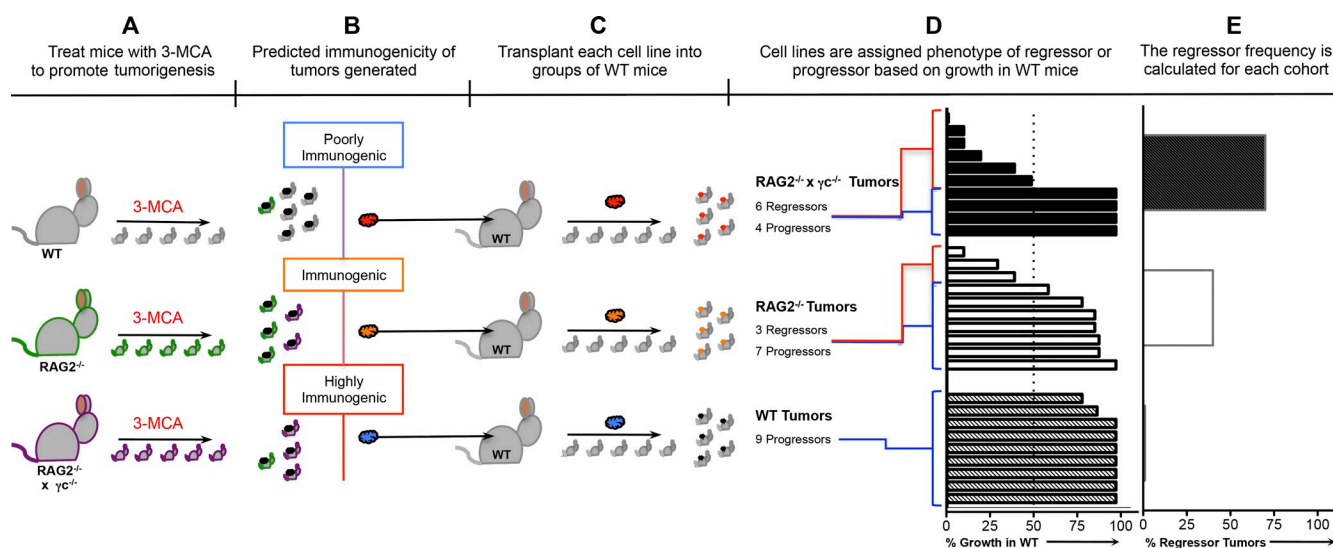 A
Treat mice with 3-MCA
to promote tumorigenesis
B
Predicted immunogenicity of
tumors generated
C
Transplant each cell line into
groups of WT mice
D
Cell lines are assigned phenotype of regressor or
progressor based on growth in WT mice
E
The regressor frequency is
calculated for each cohort
3-MCA
WT
3-MCA
RAG2-/-
3-MCA
RAG2-/-
x γc-/-
Poorly
Immunogenic
Immunogenic
Highly
Immunogenic
WT
WT
WT
RAG2-/- x γc-/- Tumors
6 Regressors
4 Progressors
RAG2-/- Tumors
3 Regressors
7 Progressors
WT Tumors
9 Progressors
0 25 50 75 100
% Growth in WT
0 25 50 75 100
% Regressor Tumors